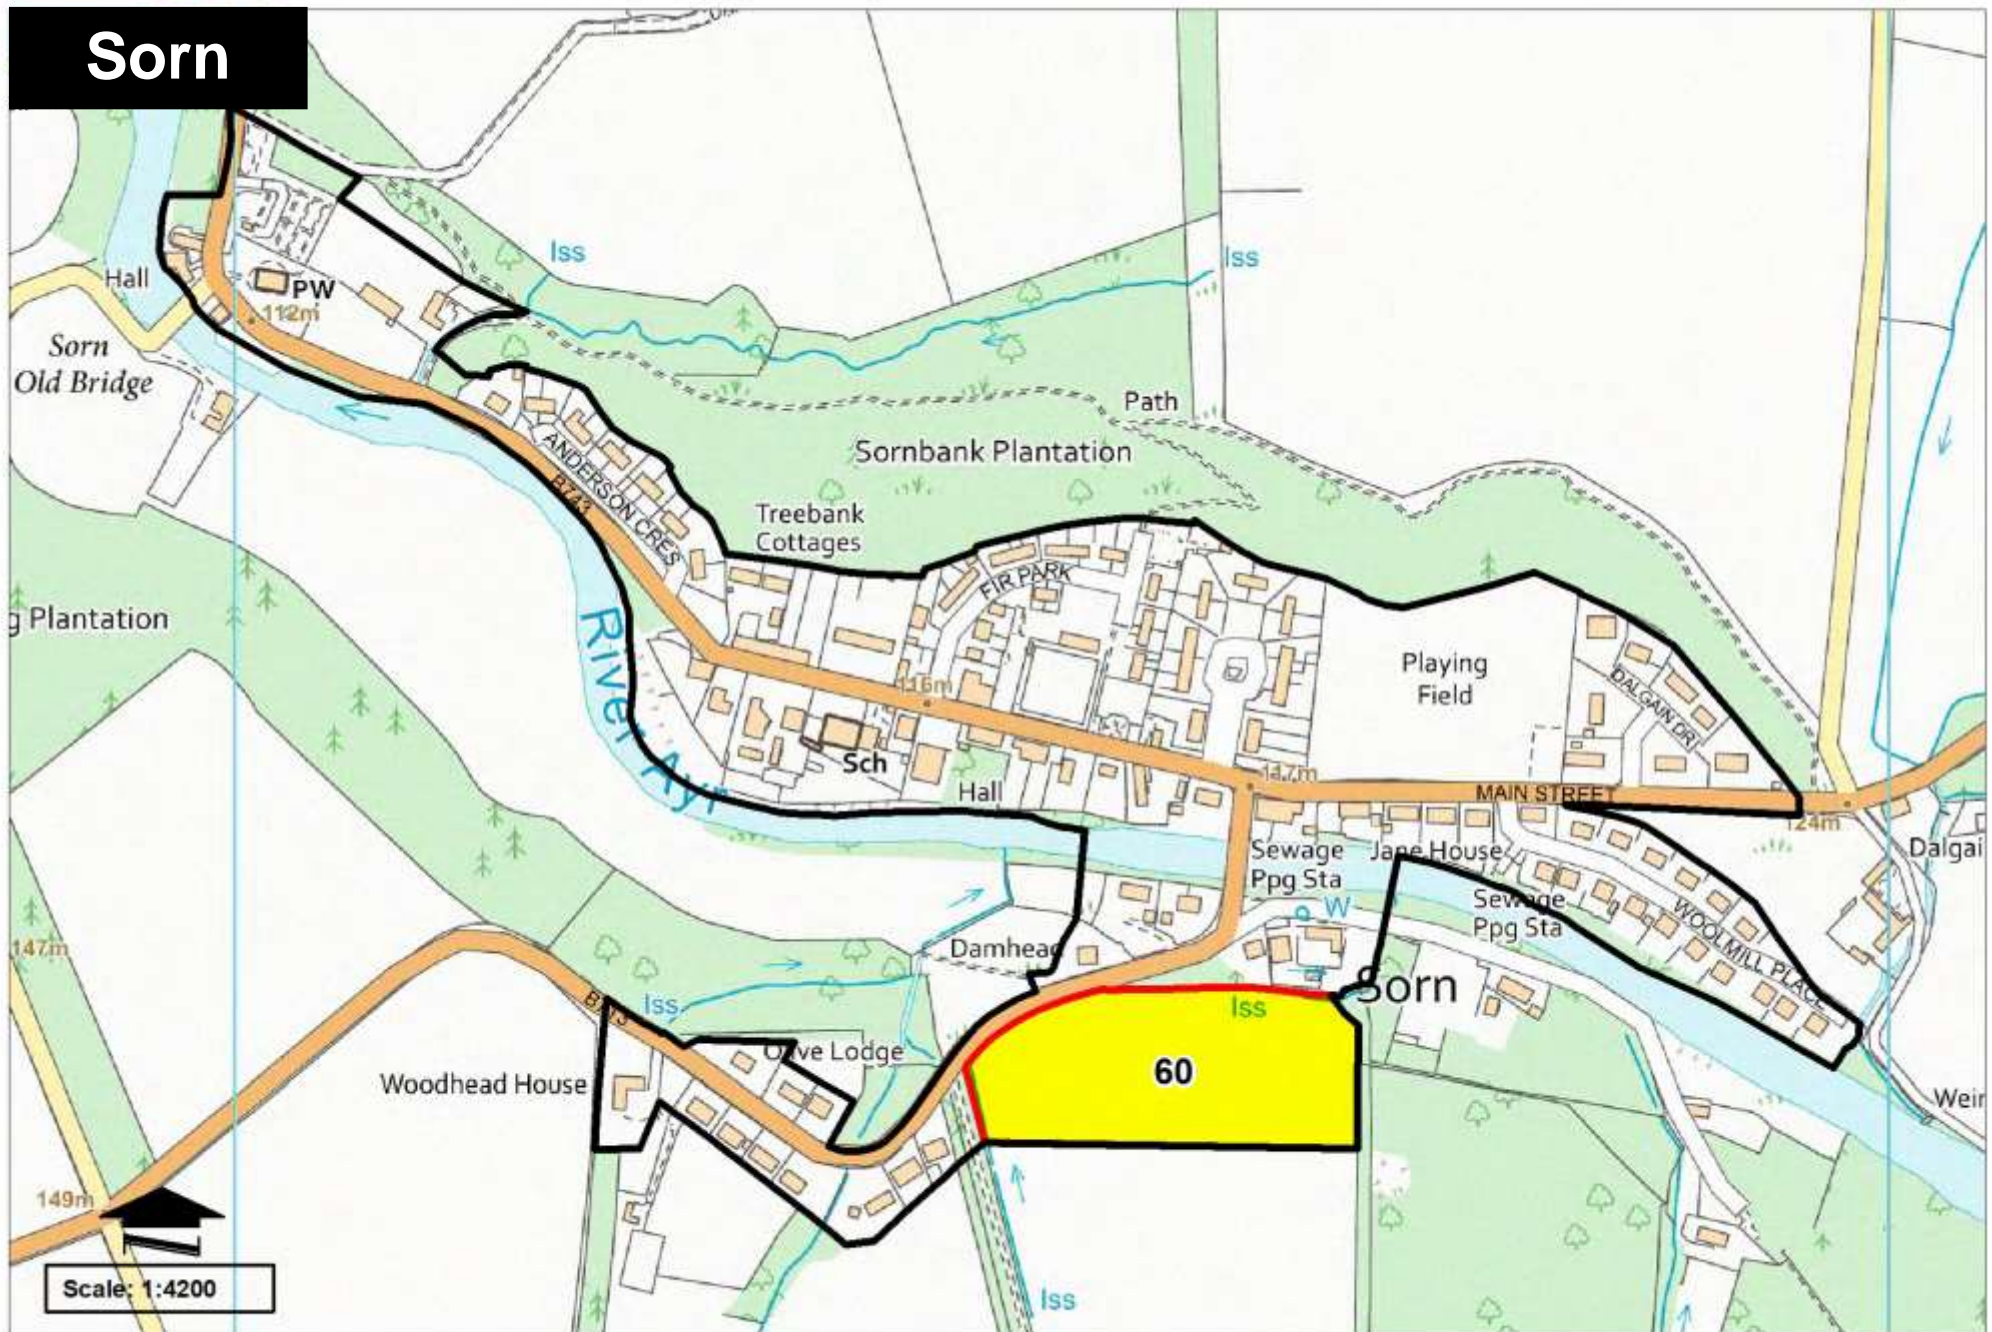 Sorn
Iss
Iss
Hall
PW
112m
Sorn
Old Bridge
Path
Sornbank Plantation
ANDERSON CRES
B743
Treebank
Cottages
FIR PARK
g Plantation
River Ayr
Playing
Field
DALGAIN DR
116m
Sch
Hall
117m
MAIN STREET
124m
Sewage
Ppg Sta
Jane House
Dalgai
Sewage
Ppg Sta
W
WOOLMILL PLACE
147m
Damhead
Sorn
B713
Iss
Iss
Olive Lodge
60
Woodhead House
Weir
149m
Scale: 1:4200
Iss